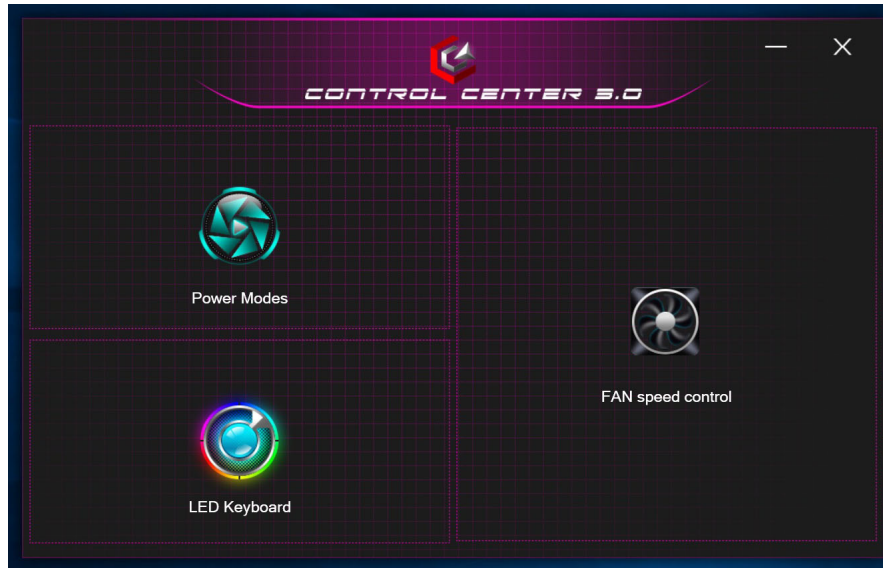 CONTROL CENTER 3.0
Power Modes
FAN speed control
LED Keyboard